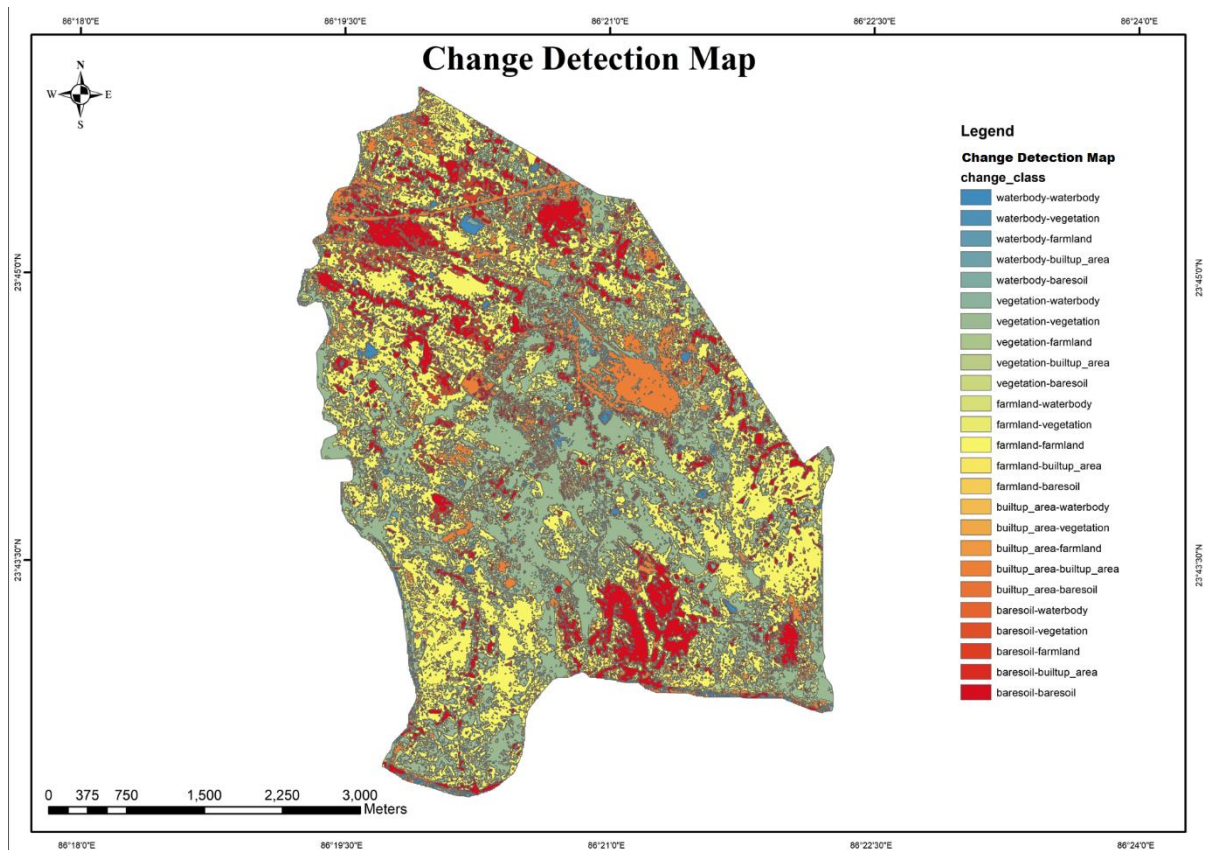 86°18'0"E 86°19'30"E 86°21'0"E 86°22'30"E 86°24'0"E
Change Detection Map
N
W E
S
23°45'0"N
23°43'30"N
23°45'0"N
23°43'30"N
Legend
Change Detection Map
change_class
waterbody-waterbody
waterbody-vegetation
waterbody-farmland
waterbody-builtup_area
waterbody-baresoil
vegetation-waterbody
vegetation-vegetation
vegetation-farmland
vegetation-builtup_area
vegetation-baresoil
farmland-waterbody
farmland-vegetation
farmland-farmland
farmland-builtup_area
farmland-baresoil
builtup_area-waterbody
builtup_area-vegetation
builtup_area-farmland
builtup_area-builtup_area
builtup_area-baresoil
baresoil-waterbody
baresoil-vegetation
baresoil-farmland
baresoil-builtup_area
baresoil-baresoil
0 375 750 1,500 2,250 3,000
Meters
86°18'0"E 86°19'30"E 86°21'0"E 86°22'30"E 86°24'0"E